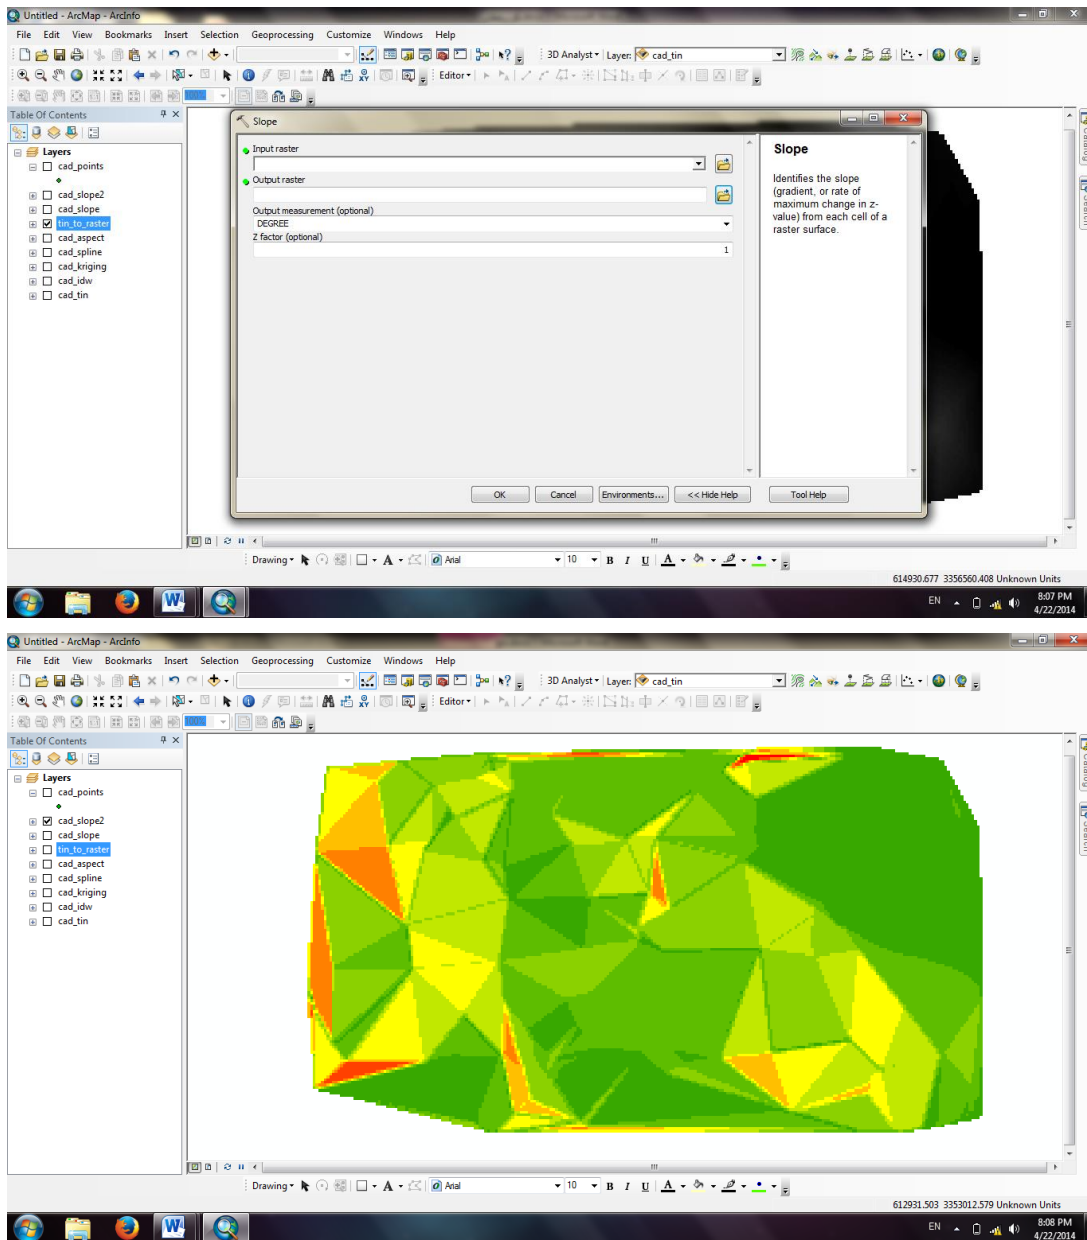 Untitled - ArcMap - ArcInfo
File Edit View Bookmarks Insert Selection Geoprocessing Customize Windows Help
3D Analyst Layer: cad_tin
Editor
100%
Table Of Contents
Slope
Layers
cad_points
cad_slope2
cad_slope
tin_to_raster
cad_aspect
cad_spline
cad_kriging
cad_idw
cad_tin
Input raster
Output raster
Output measurement (optional)
DEGREE
Z factor (optional)
1
Slope
Identifies the slope
(gradient, or rate of
maximum change in z-
value) from each cell of a
raster surface.
OK Cancel Environments... << Hide Help Tool Help
Drawing A Arial 10 B I U A
614930.677 3356560.408 Unknown Units
EN 8:07 PM
4/22/2014
Untitled - ArcMap - ArcInfo
File Edit View Bookmarks Insert Selection Geoprocessing Customize Windows Help
3D Analyst Layer: cad_tin
Editor
100%
Table Of Contents
Layers
cad_points
cad_slope2
cad_slope
tin_to_raster
cad_aspect
cad_spline
cad_kriging
cad_idw
cad_tin
Drawing A Arial 10 B I U A
612931.503 3353012.579 Unknown Units
EN 8:08 PM
4/22/2014